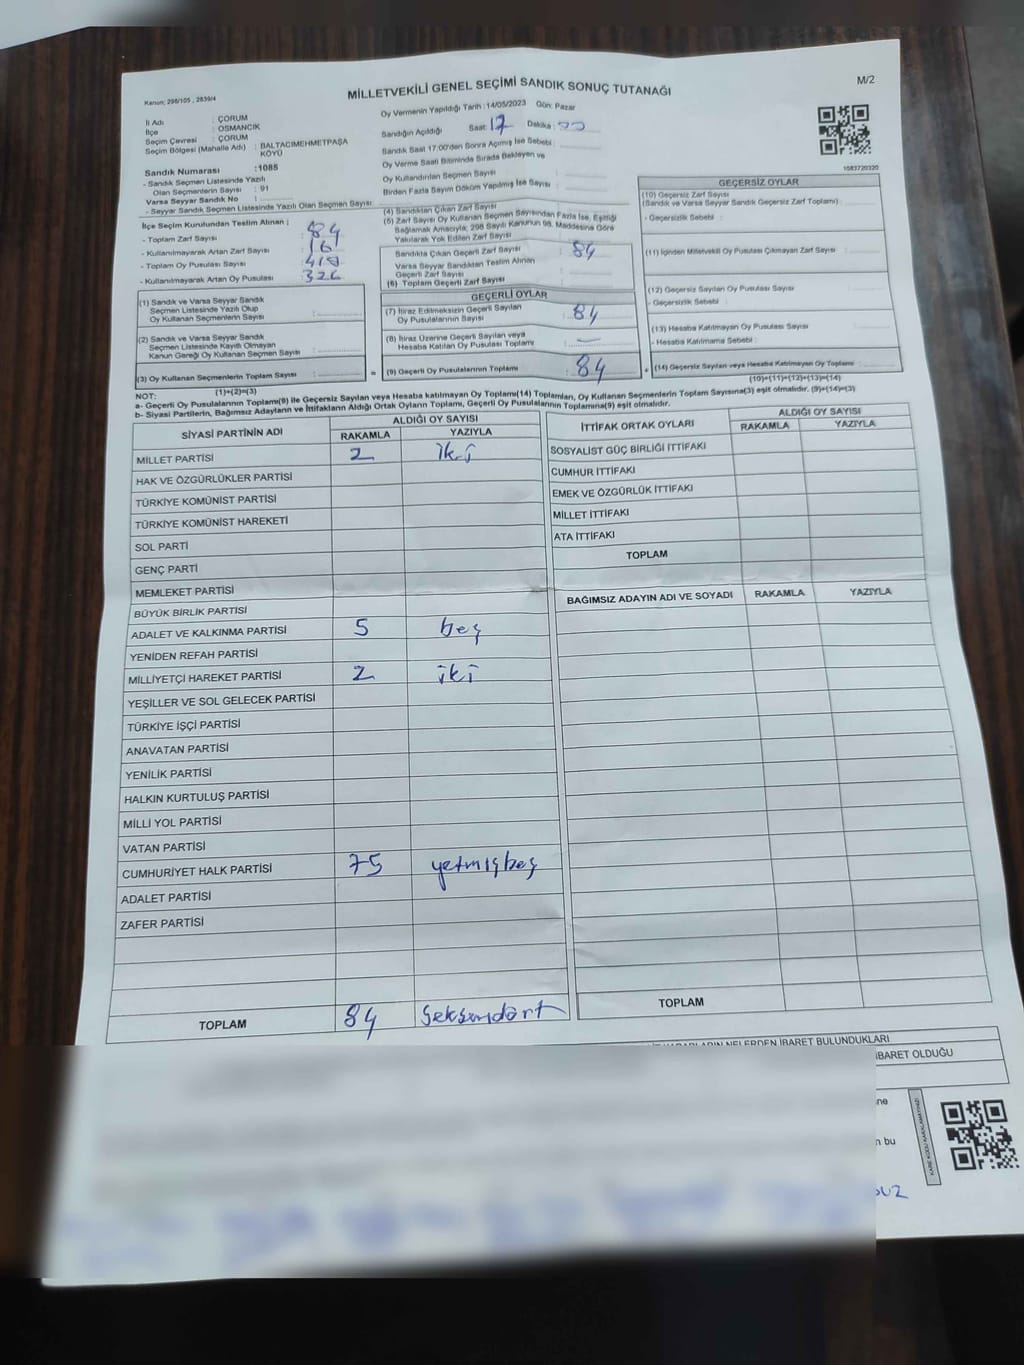 Kanun: 298/105 , 2839/4
MİLLETVEKİLİ GENEL SEÇİMİ SANDIK SONUÇ TUTANAĞI
M/2
İl Adı : ÇORUM
İlçe : OSMANCIK
Seçim Çevresi : ÇORUM
Seçim Bölgesi (Mahalle Adı) : BALTACIMEHMETPAŞA KÖYÜ
Sandık Numarası :1085
- Sandık Seçmen Listesinde Yazılı
Olan Seçmenlerin Sayısı : 91
Varsa Seyyar Sandık No :
- Seyyar Sandık Seçmen Listesinde Yazılı Olan Seçmen Sayısı :
Oy Vermenin Yapıldığı Tarih :14/05/2023 Gün: Pazar
Sandığın Açıldığı Saat: 17 Dakika :
Sandık Saat 17:00'den Sonra Açılmış İse Sebebi :
Oy Verme Saati Bitiminde Sırada Bekleyen ve
Oy Kullandırılan Seçmen Sayısı
Birden Fazla Sayım Döküm Yapılmış İse Sayısı :
1083720320
İlçe Seçim Kurulundan Teslim Alınan ;
- Toplam Zarf Sayısı :
- Kullanılmayarak Artan Zarf Sayısı :
- Toplam Oy Pusulası Sayısı :
- Kullanılmayarak Artan Oy Pusulası : 326
(1) Sandık ve Varsa Seyyar Sandık
Seçmen Listesinde Yazılı Olup
Oy Kullanan Seçmenlerin Sayısı :
(2) Sandık ve Varsa Seyyar Sandık
Seçmen Listesinde Kayıtlı Olmayan
Kanun Gereği Oy Kullanan Seçmen Sayısı :
(3) Oy Kullanan Seçmenlerin Toplam Sayısı :
(1)+(2)=(3)
(4) Sandıktan Çıkan Zarf Sayısı
(5) Zarf Sayısı Oy Kullanan Seçmen Sayısından Fazla İse, Eşitliği
Sağlamak Amacıyla; 298 Sayılı Kanunun 98. Maddesine Göre
Yakılarak Yok Edilen Zarf Sayısı
Sandıkta Çıkan Geçerli Zarf Sayısı : 84
Varsa Seyyar Sandıktan Teslim Alınan
Geçerli Zarf Sayısı
(6) Toplam Geçerli Zarf Sayısı
GEÇERLİ OYLAR
(7) İtiraz Edilmeksizin Geçerli Sayılan
Oy Pusulalarının Sayısı : 84
(8) İtiraz Üzerine Geçerli Sayılan veya
Hesaba Katılan Oy Pusulası Toplamı : —
= (9) Geçerli Oy Pusulalarının Toplamı : 84
GEÇERSİZ OYLAR
(10) Geçersiz Zarf Sayısı
(Sandık ve Varsa Seyyar Sandık Geçersiz Zarf Toplamı) :
- Geçersizlik Sebebi :
(11) İçinden Milletvekili Oy Pusulası Çıkmayan Zarf Sayısı :
(12) Geçersiz Sayılan Oy Pusulası Sayısı :
- Geçersizlik Sebebi :
(13) Hesaba Katılmayan Oy Pusulası Sayısı :
- Hesaba Katılmama Sebebi :
+ (14) Geçersiz Sayılan veya Hesaba Katılmayan Oy Toplamı :
(10)+(11)+(12)+(13)=(14)
NOT:
a- Geçerli Oy Pusulalarının Toplamı(9) ile Geçersiz Sayılan veya Hesaba katılmayan Oy Toplamı(14) Toplamları, Oy Kullanan Seçmenlerin Toplam Sayısına(3) eşit olmalıdır. (9)+(14)=(3)
b- Siyasi Partilerin, Bağımsız Adayların ve İttifakların Aldığı Ortak Oyların Toplamı, Geçerli Oy Pusulalarının Toplamına(9) eşit olmalıdır.
SİYASİ PARTİNİN ADI
ALDIĞI OY SAYISI
RAKAMLA YAZIYLA
MİLLET PARTİSİ 2 iki
HAK VE ÖZGÜRLÜKLER PARTİSİ
TÜRKİYE KOMÜNİST PARTİSİ
TÜRKİYE KOMÜNİST HAREKETİ
SOL PARTİ
GENÇ PARTİ
MEMLEKET PARTİSİ
BÜYÜK BİRLİK PARTİSİ
ADALET VE KALKINMA PARTİSİ 5 beş
YENİDEN REFAH PARTİSİ
MİLLİYETÇİ HAREKET PARTİSİ 2 iki
YEŞİLLER VE SOL GELECEK PARTİSİ
TÜRKİYE İŞÇİ PARTİSİ
ANAVATAN PARTİSİ
YENİLİK PARTİSİ
HALKIN KURTULUŞ PARTİSİ
MİLLİ YOL PARTİSİ
VATAN PARTİSİ
CUMHURİYET HALK PARTİSİ 75 yetmişbeş
ADALET PARTİSİ
ZAFER PARTİSİ
TOPLAM 84 Seksendört
İTTİFAK ORTAK OYLARI
ALDIĞI OY SAYISI
RAKAMLA YAZIYLA
SOSYALİST GÜÇ BİRLİĞİ İTTİFAKI
CUMHUR İTTİFAKI
EMEK VE ÖZGÜRLÜK İTTİFAKI
MİLLET İTTİFAKI
ATA İTTİFAKI
TOPLAM
BAĞIMSIZ ADAYIN ADI VE SOYADI RAKAMLA YAZIYLA
TOPLAM
NELERDEN İBARET BULUNDUKLARI
İBARET OLDUĞU